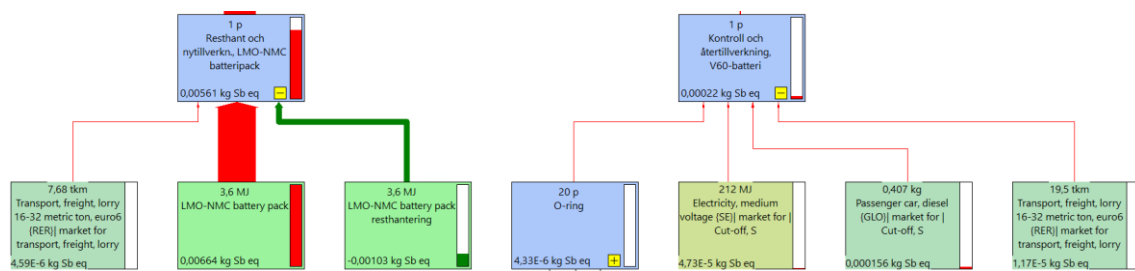 1 p
Resthant och
nytillverkn., LMO-NMC
batteripack
0,00561 kg Sb eq
1 p
Kontroll och
återtillverkning,
V60-batteri
0,00022 kg Sb eq
7,68 tkm
Transport, freight, lorry
16-32 metric ton, euro6
{RER}| market for
transport, freight, lorry
4,59E-6 kg Sb eq
3,6 MJ
LMO-NMC battery pack
0,00664 kg Sb eq
3,6 MJ
LMO-NMC battery pack
resthantering
-0,00103 kg Sb eq
20 p
O-ring
4,33E-6 kg Sb eq
212 MJ
Electricity, medium
voltage {SE}| market for |
Cut-off, S
4,73E-5 kg Sb eq
0,407 kg
Passenger car, diesel
{GLO}| market for |
Cut-off, S
0,000156 kg Sb eq
19,5 tkm
Transport, freight, lorry
16-32 metric ton, euro6
{RER}| market for
transport, freight, lorry
1,17E-5 kg Sb eq